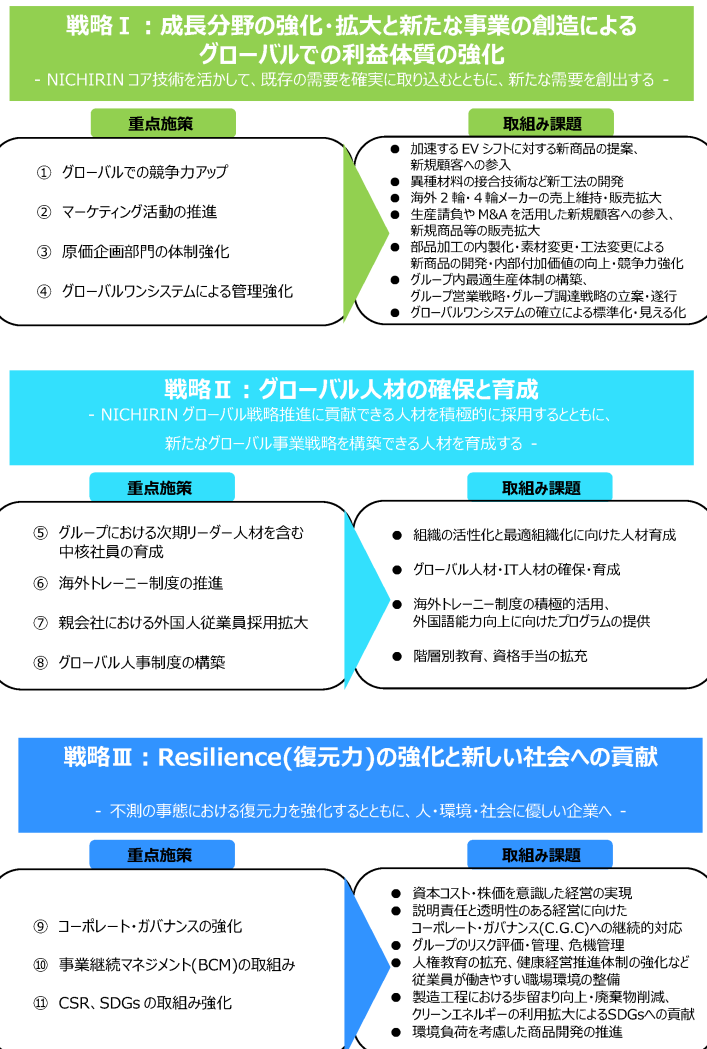 戦略Ⅰ：成長分野の強化・拡大と新たな事業の創造による
グローバルでの利益体質の強化
- NICHIRIN コア技術を活かして、既存の需要を確実に取り込むとともに、新たな需要を創出する -
重点施策
① グローバルでの競争力アップ
② マーケティング活動の推進
③ 原価企画部門の体制強化
④ グローバルワンシステムによる管理強化
取組み課題
● 加速する EV シフトに対する新商品の提案、
新規顧客への参入
● 異種材料の接合技術など新工法の開発
● 海外 2 輪・4 輪メーカーの売上維持・販売拡大
● 生産請負や M&A を活用した新規顧客への参入、
新規商品等の販売拡大
● 部品加工の内製化・素材変更・工法変更による
新商品の開発・内部付加価値の向上・競争力強化
● グループ内最適生産体制の構築、
グループ営業戦略・グループ調達戦略の立案・遂行
● グローバルワンシステムの確立による標準化・見える化
戦略Ⅱ：グローバル人材の確保と育成
- NICHIRIN グローバル戦略推進に貢献できる人材を積極的に採用するとともに、
新たなグローバル事業戦略を構築できる人材を育成する -
重点施策
⑤ グループにおける次期リーダー人材を含む
中核社員の育成
⑥ 海外トレーニー制度の推進
⑦ 親会社における外国人従業員採用拡大
⑧ グローバル人事制度の構築
取組み課題
● 組織の活性化と最適組織化に向けた人材育成
● グローバル人材・IT人材の確保・育成
● 海外トレーニー制度の積極的活用、
外国語能力向上に向けたプログラムの提供
● 階層別教育、資格手当の拡充
戦略Ⅲ：Resilience(復元力)の強化と新しい社会への貢献
- 不測の事態における復元力を強化するとともに、人・環境・社会に優しい企業へ -
重点施策
⑨ コーポレート・ガバナンスの強化
⑩ 事業継続マネジメント(BCM)の取組み
⑪ CSR、SDGs の取組み強化
取組み課題
● 資本コスト・株価を意識した経営の実現
● 説明責任と透明性のある経営に向けた
コーポレート・ガバナンス(C.G.C)への継続的対応
● グループのリスク評価・管理、危機管理
● 人権教育の拡充、健康経営推進体制の強化など
従業員が働きやすい職場環境の整備
● 製造工程における歩留まり向上・廃棄物削減、
クリーンエネルギーの利用拡大によるSDGsへの貢献
● 環境負荷を考慮した商品開発の推進